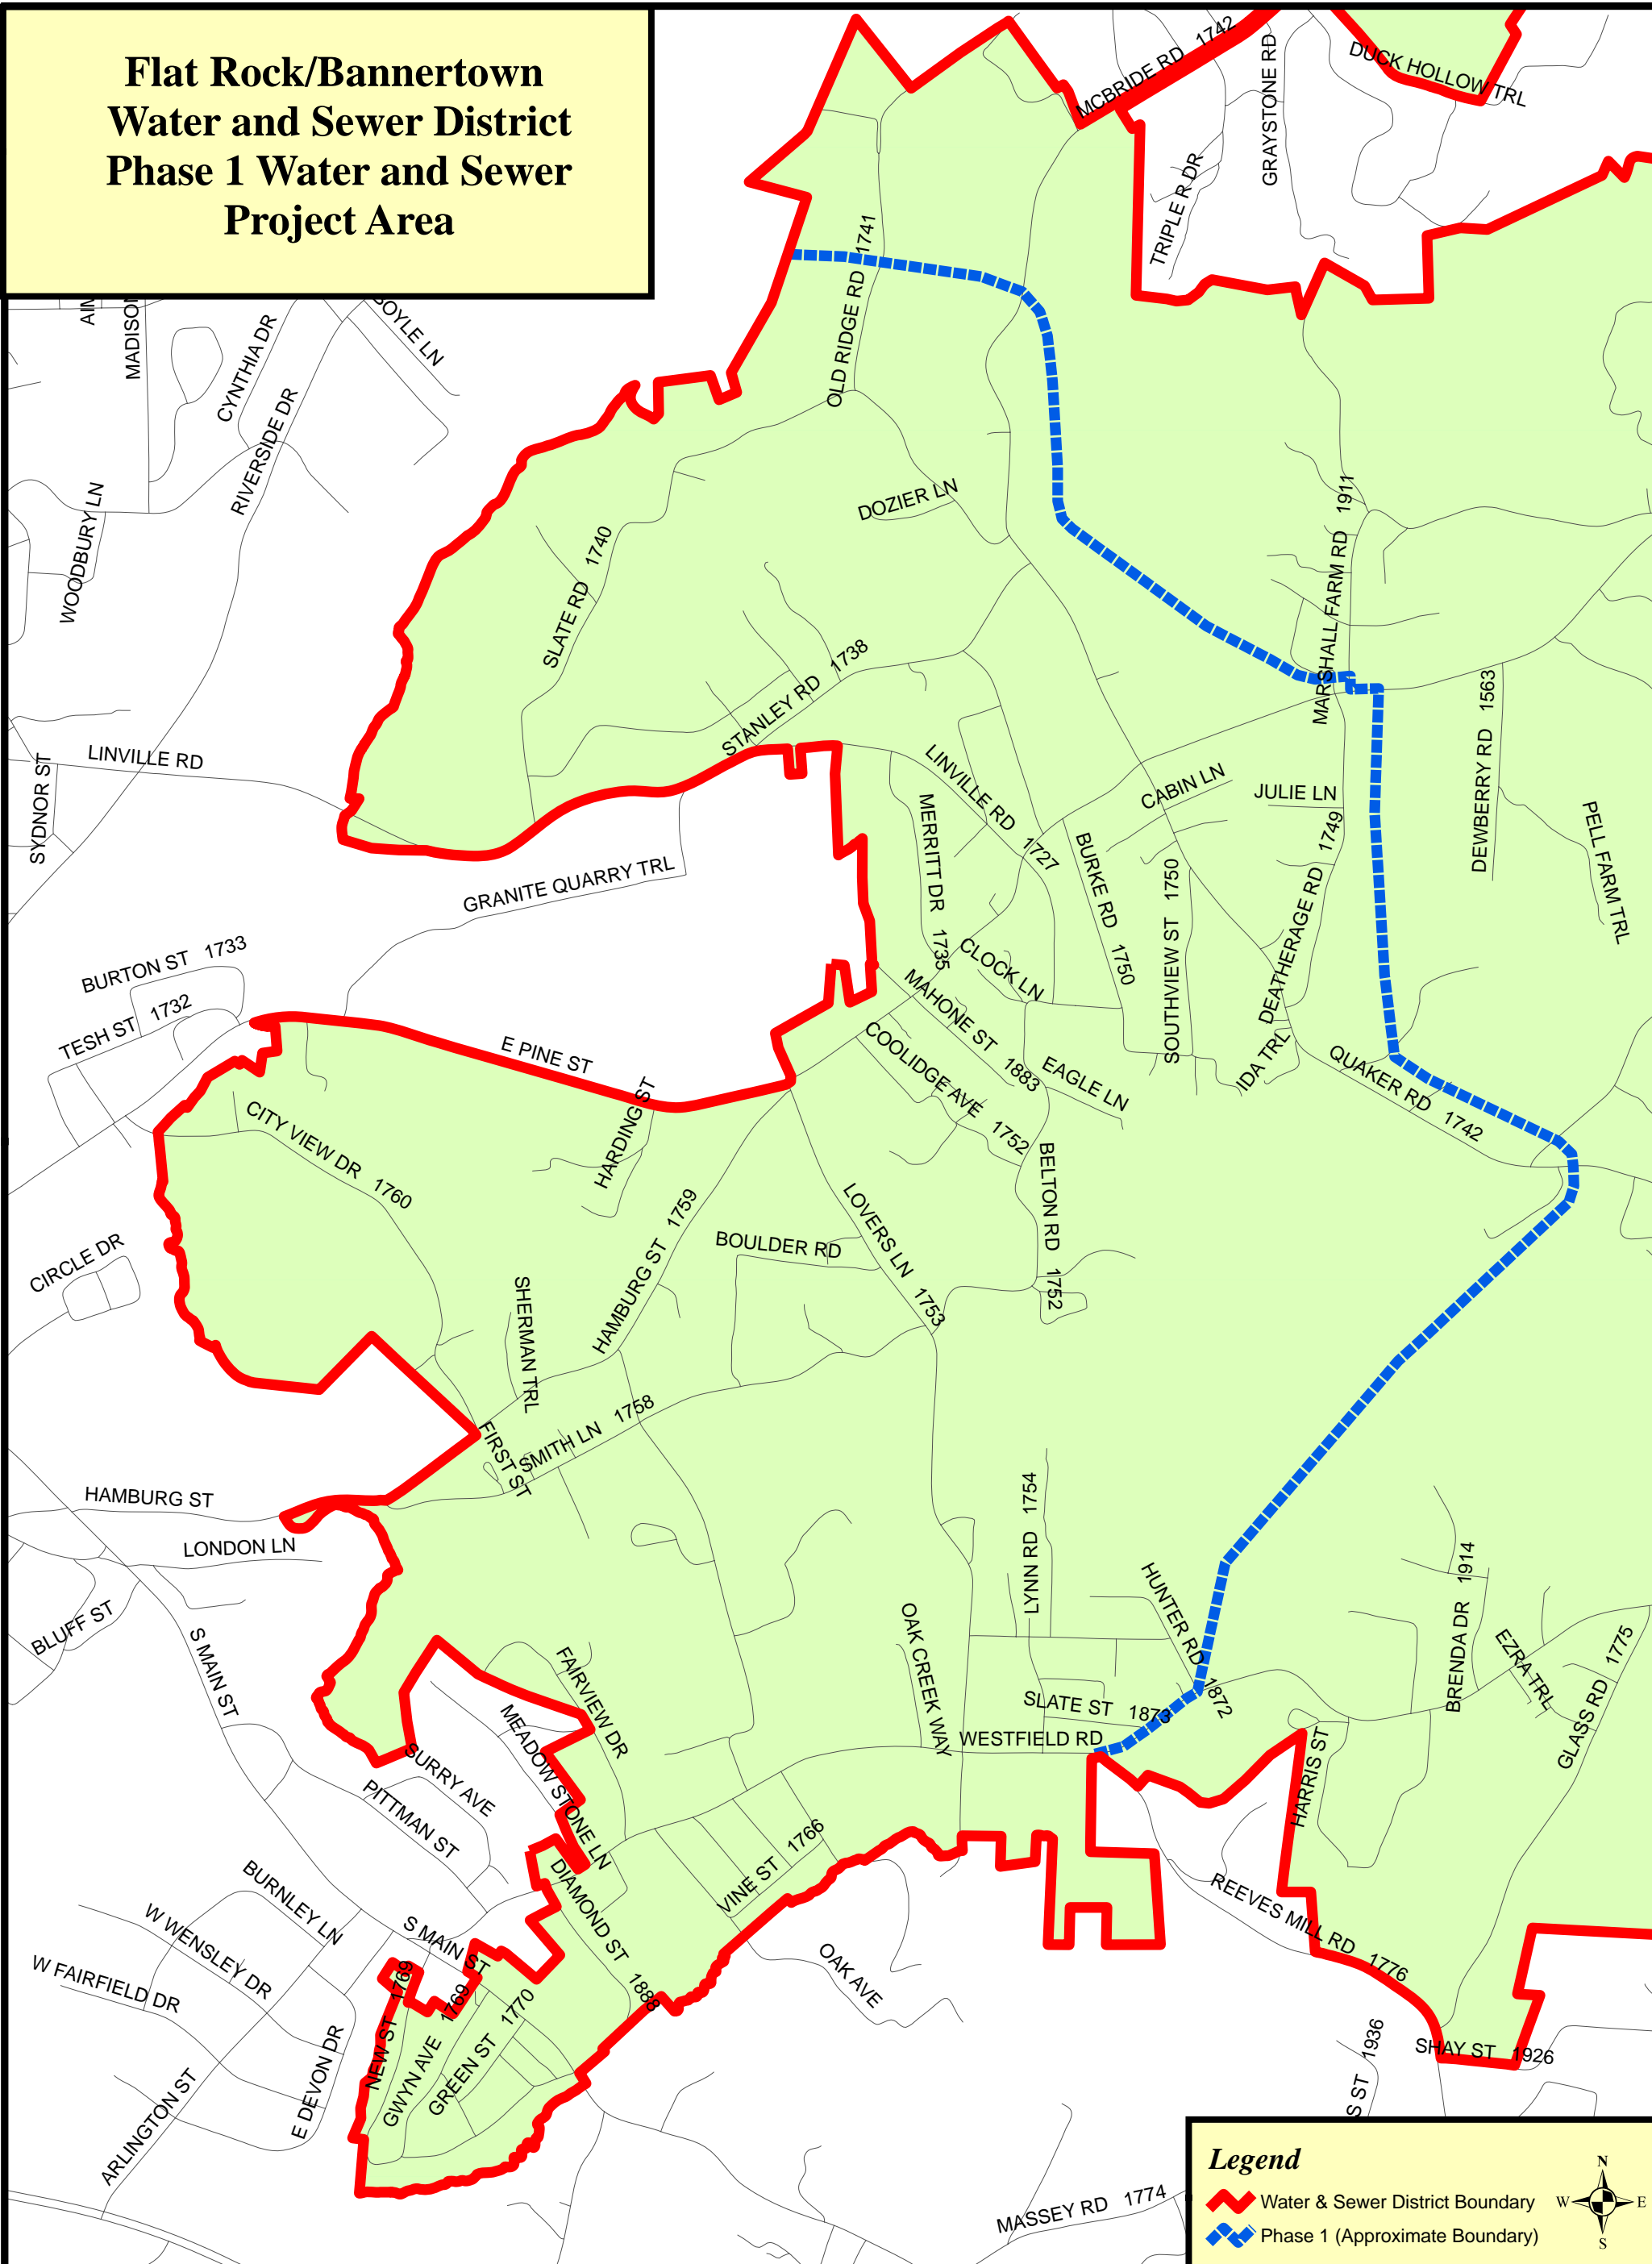 Flat Rock/Bannertown
Water and Sewer District
Phase 1 Water and Sewer
Project Area
MCBRIDE RD 1742
GRAYSTONE RD
DUCK HOLLOW TRL
TRIPLE R DR
OLD RIDGE RD 1741
MADISON
CYNTHIA DR
RIVERSIDE DR
WOODBURY LN
DOZIER LN
SLATE RD 1740
MARSHALL FARM RD 1911
STANLEY RD 1738
LINVILLE RD
SYDNOR ST
LINVILLE RD 1727
CABIN LN
JULIE LN
DEWBERRY RD 1563
PELL FARM TRL
MERRITT DR 1735
BURKE RD 1750
SOUTHVIEW ST 1750
DEATHERAGE RD 1749
GRANITE QUARRY TRL
BURTON ST 1733
TESH ST 1732
CLOCK LN
MAHONE ST 1883
E PINE ST
COOLIDGE AVE 1752
EAGLE LN
IDA TRL
QUAKER RD 1742
HARDING ST
CITY VIEW DR 1760
BELTON RD 1752
LOVERS LN 1753
HAMBURG ST 1759
BOULDER RD
CIRCLE DR
SHERMAN TRL
SMITH LN 1758
FIRST ST
HAMBURG ST
LONDON LN
LYNN RD 1754
HUNTER RD 1872
BRENDA DR 1914
BLUFF ST
S MAIN ST
OAK CREEK WAY
EZRA TRL
GLASS RD 1775
FAIRVIEW DR
SLATE ST 1873
WESTFIELD RD
MEADOW STONE LN
HARRIS ST
SURRY AVE
PITTMAN ST
VINE ST 1766
DIAMOND ST 1888
BURNLEY LN
REEVES MILL RD 1776
W WENSLEY DR
S MAIN ST
OAK AVE
W FAIRFIELD DR
NEW ST 1769
GWYN AVE 1769
GREEN ST 1770
E DEVON DR
S ST 1936
SHAY ST 1926
ARLINGTON ST
MASSEY RD 1774
Legend
Water & Sewer District Boundary
Phase 1 (Approximate Boundary)
N
W E
S